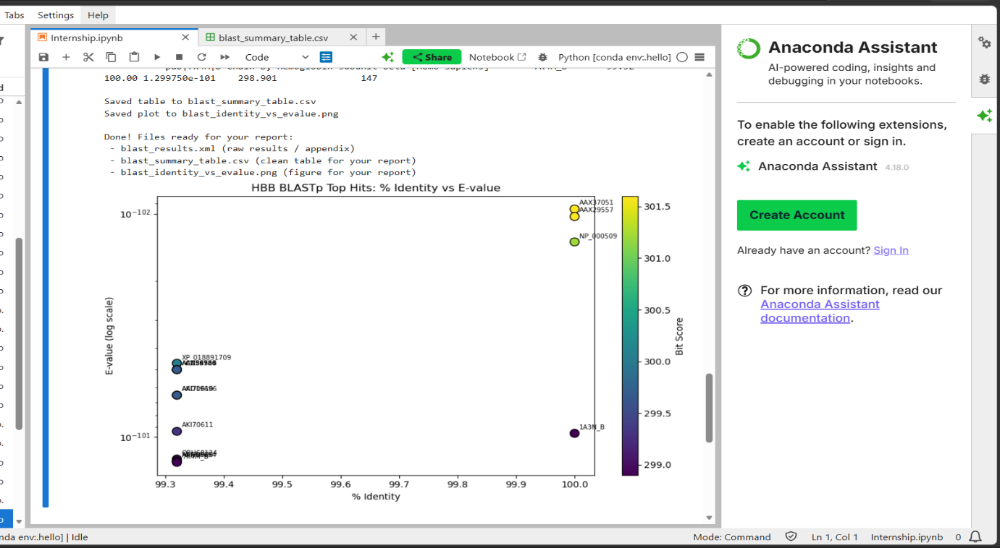 Tabs Settings Help
Internship.ipynb
blast_summary_table.csv
Code
Share
Notebook
Python [conda env:.hello]
100.00 1.299750e-101 298.901 147
Saved table to blast_summary_table.csv
Saved plot to blast_identity_vs_evalue.png
Done! Files ready for your report:
- blast_results.xml (raw results / appendix)
- blast_summary_table.csv (clean table for your report)
- blast_identity_vs_evalue.png (figure for your report)
HBB BLASTp Top Hits: % Identity vs E-value
10−102
10−101
E-value (log scale)
AAX37051
AAX29557
NP_000509
XP_018891709
AKI70611
1A3N_B
7K4M_B
99.3 99.4 99.5 99.6 99.7 99.8 99.9 100.0
% Identity
301.5
301.0
300.5
300.0
299.5
299.0
Bit Score
Anaconda Assistant
AI-powered coding, insights and
debugging in your notebooks.
To enable the following extensions,
create an account or sign in.
Anaconda Assistant 4.18.0
Create Account
Already have an account? Sign In
For more information, read our
Anaconda Assistant
documentation.
nda env:.hello] | Idle
Mode: Command
Ln 1, Col 1
Internship.ipynb
0